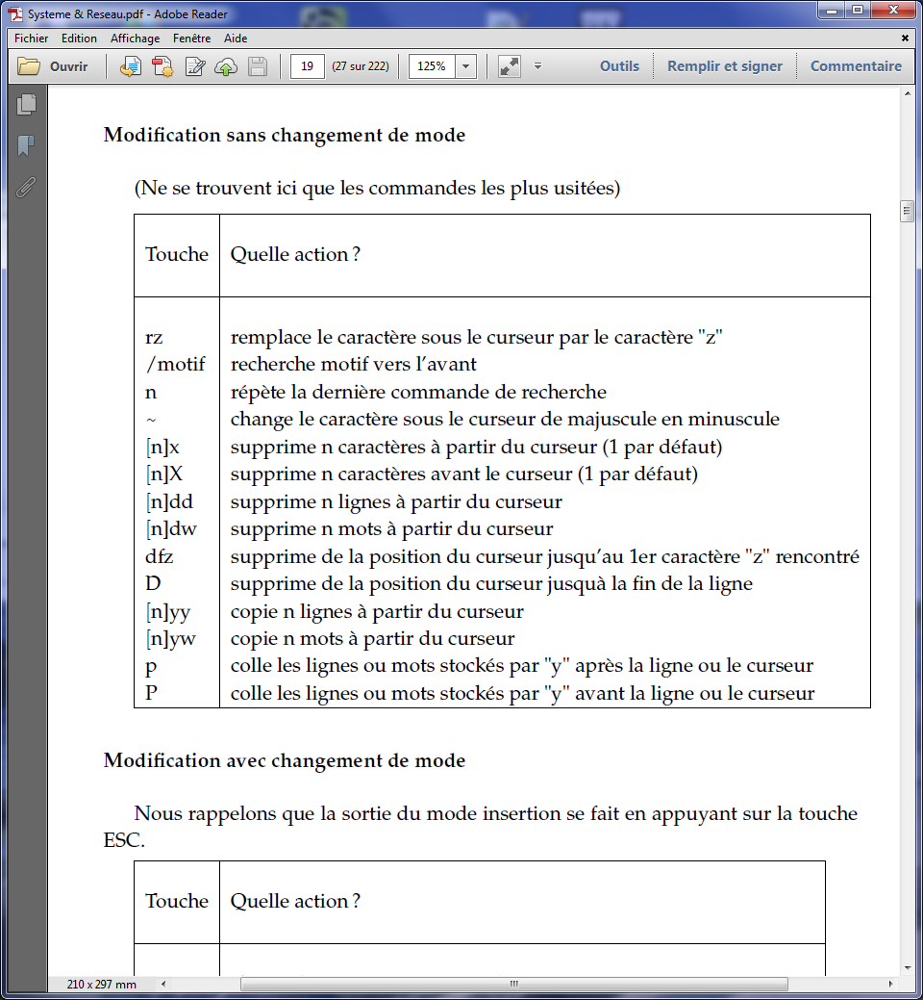 Systeme & Reseau.pdf - Adobe Reader
Fichier Edition Affichage Fenêtre Aide
Ouvrir 19 (27 sur 222) 125% Outils Remplir et signer Commentaire
Modification sans changement de mode
(Ne se trouvent ici que les commandes les plus usitées)
Touche Quelle action ?
rz remplace le caractère sous le curseur par le caractère "z"
/motif recherche motif vers l'avant
n répète la dernière commande de recherche
~ change le caractère sous le curseur de majuscule en minuscule
[n]x supprime n caractères à partir du curseur (1 par défaut)
[n]X supprime n caractères avant le curseur (1 par défaut)
[n]dd supprime n lignes à partir du curseur
[n]dw supprime n mots à partir du curseur
dfz supprime de la position du curseur jusqu'au 1er caractère "z" rencontré
D supprime de la position du curseur jusquà la fin de la ligne
[n]yy copie n lignes à partir du curseur
[n]yw copie n mots à partir du curseur
p colle les lignes ou mots stockés par "y" après la ligne ou le curseur
P colle les lignes ou mots stockés par "y" avant la ligne ou le curseur
Modification avec changement de mode
Nous rappelons que la sortie du mode insertion se fait en appuyant sur la touche
ESC.
Touche Quelle action ?
210 x 297 mm